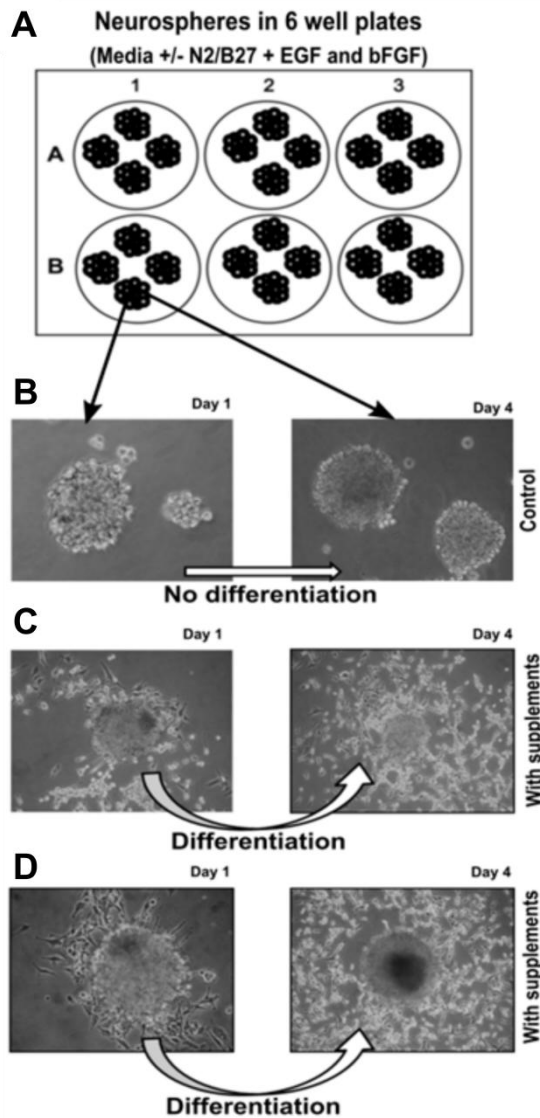 A
Neurospheres in 6 well plates
(Media +/- N2/B27 + EGF and bFGF)
1 2 3
A
B
B
Day 1
Day 4
Control
No differentiation
C
Day 1
Day 4
With supplements
Differentiation
D
Day 1
Day 4
With supplements
Differentiation